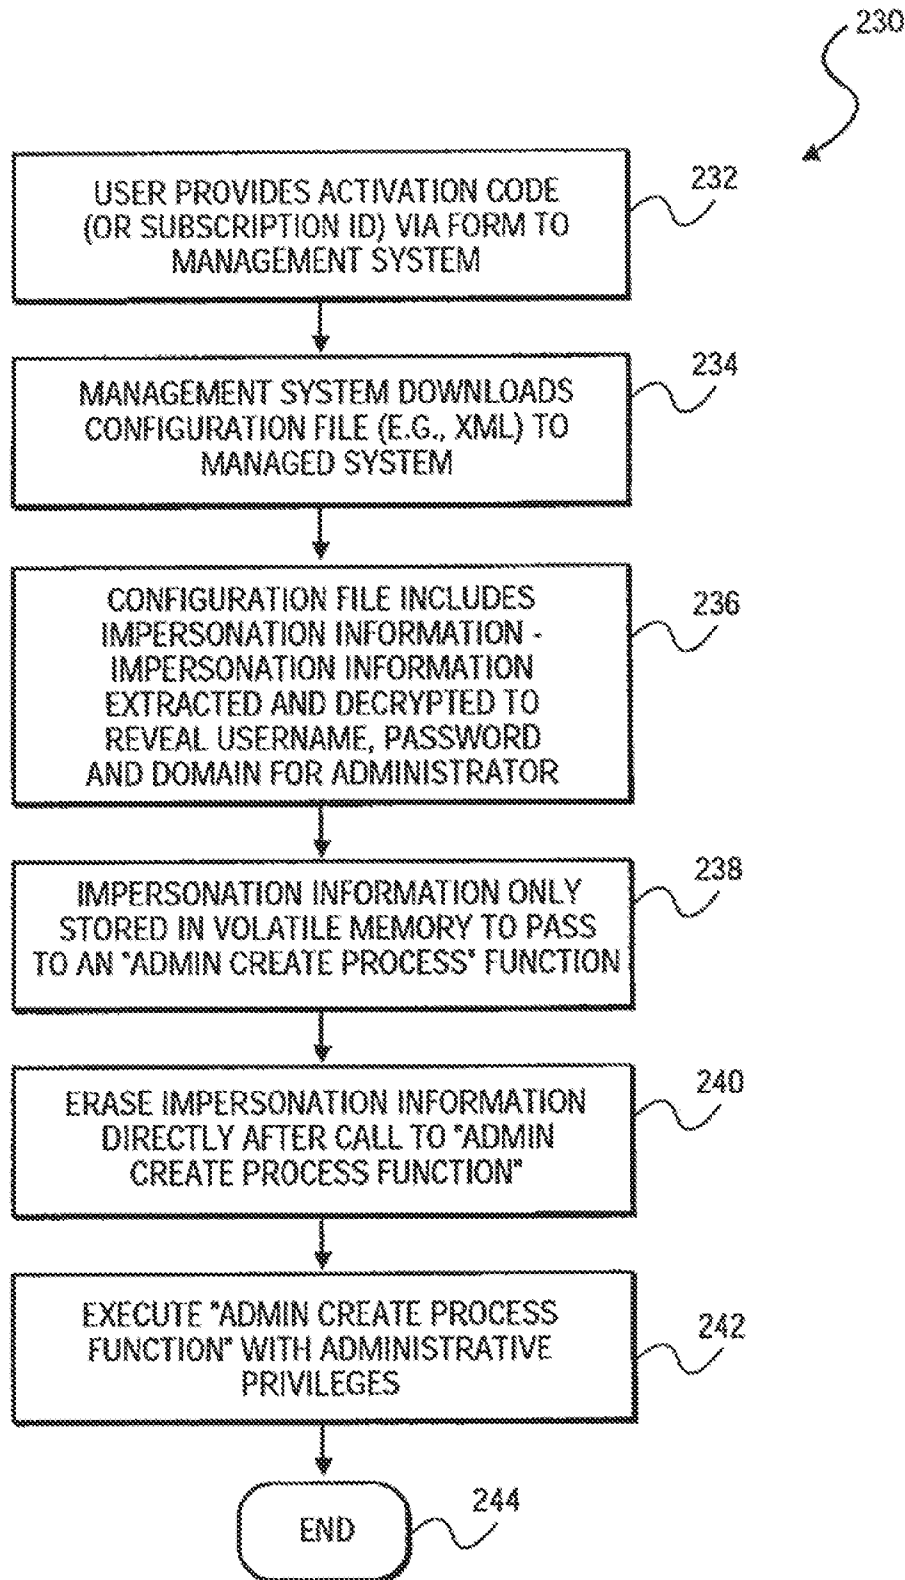 230
USER PROVIDES ACTIVATION CODE
(OR SUBSCRIPTION ID) VIA FORM TO
MANAGEMENT SYSTEM
232
MANAGEMENT SYSTEM DOWNLOADS
CONFIGURATION FILE (E.G., XML) TO
MANAGED SYSTEM
234
CONFIGURATION FILE INCLUDES
IMPERSONATION INFORMATION -
IMPERSONATION INFORMATION
EXTRACTED AND DECRYPTED TO
REVEAL USERNAME, PASSWORD
AND DOMAIN FOR ADMINISTRATOR
236
IMPERSONATION INFORMATION ONLY
STORED IN VOLATILE MEMORY TO PASS
TO AN "ADMIN CREATE PROCESS" FUNCTION
238
ERASE IMPERSONATION INFORMATION
DIRECTLY AFTER CALL TO "ADMIN
CREATE PROCESS FUNCTION"
240
EXECUTE "ADMIN CREATE PROCESS
FUNCTION" WITH ADMINISTRATIVE
PRIVILEGES
242
END
244